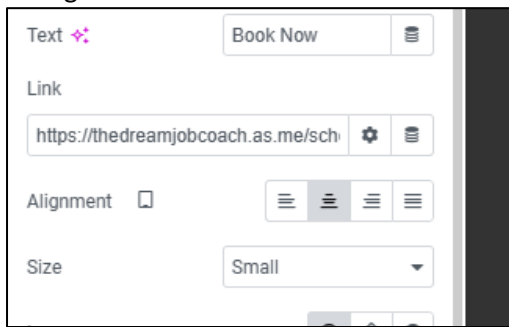 Text
Book Now
Link
https://thedreamjobcoach.as.me/sch
Alignment
Size
Small